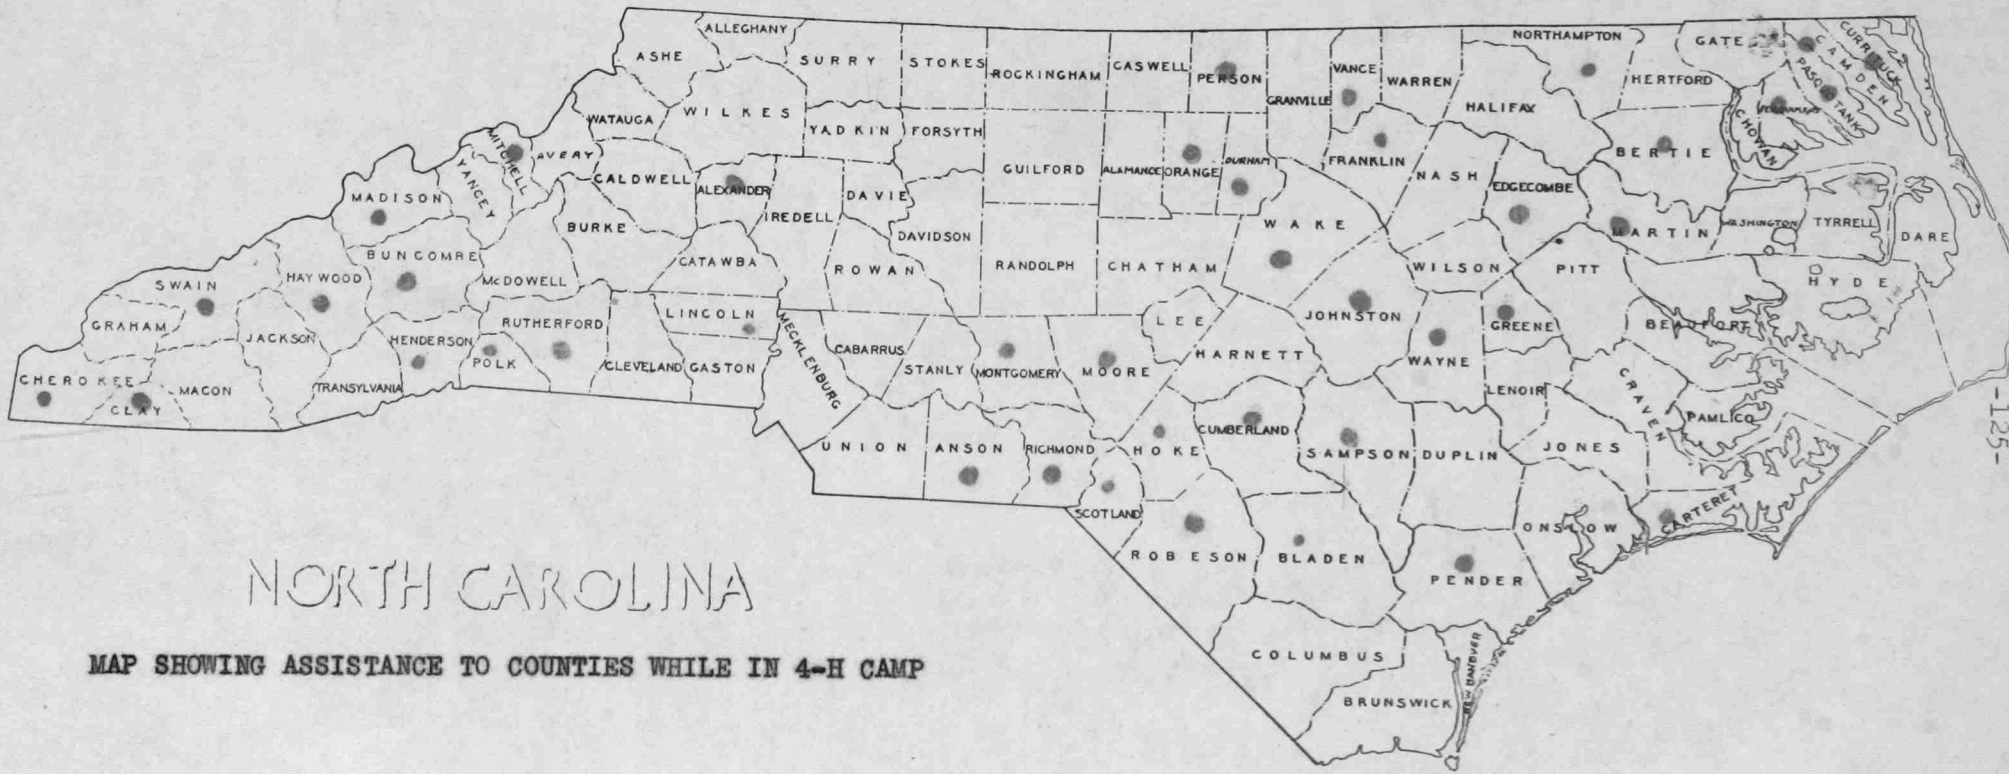 ALLEGHANY
ASHE
SURRY
STOKES
ROCKINGHAM
CASWELL
PERSON
GRANVILLE
VANCE
WARREN
NORTHAMPTON
GATE
HERTFORD
CAMDEN
CURRITUCK
PASQUOTANK
PERQUIMANS
CHOWAN
HALIFAX
WATAUGA
WILKES
YADKIN
FORSYTH
GUILFORD
ALAMANCE
ORANGE
DURHAM
FRANKLIN
NASH
EDGECOMBE
BERTIE
MITCHELL
AVERY
YANCEY
CALDWELL
ALEXANDER
IREDELL
DAVIE
MADISON
BURKE
DAVIDSON
WAKE
MARTIN
WASHINGTON
TYRRELL
DARE
BUNCOMBE
McDOWELL
CATAWBA
ROWAN
RANDOLPH
CHATHAM
WILSON
PITT
HYDE
SWAIN
HAYWOOD
GRAHAM
JACKSON
HENDERSON
RUTHERFORD
LINCOLN
MECKLENBURG
CABARRUS
LEE
JOHNSTON
GREENE
BEAUFORT
HARNETT
WAYNE
CHEROKEE
CLAY
MACON
TRANSYLVANIA
POLK
CLEVELAND
GASTON
STANLY
MONTGOMERY
MOORE
LENOIR
CRAVEN
PAMLICO
UNION
ANSON
RICHMOND
HOKE
CUMBERLAND
SAMPSON
DUPLIN
JONES
SCOTLAND
ROBESON
BLADEN
PENDER
ONSLOW
CARTERET
COLUMBUS
BRUNSWICK
NEW HANOVER
NORTH CAROLINA
MAP SHOWING ASSISTANCE TO COUNTIES WHILE IN 4-H CAMP
-125-